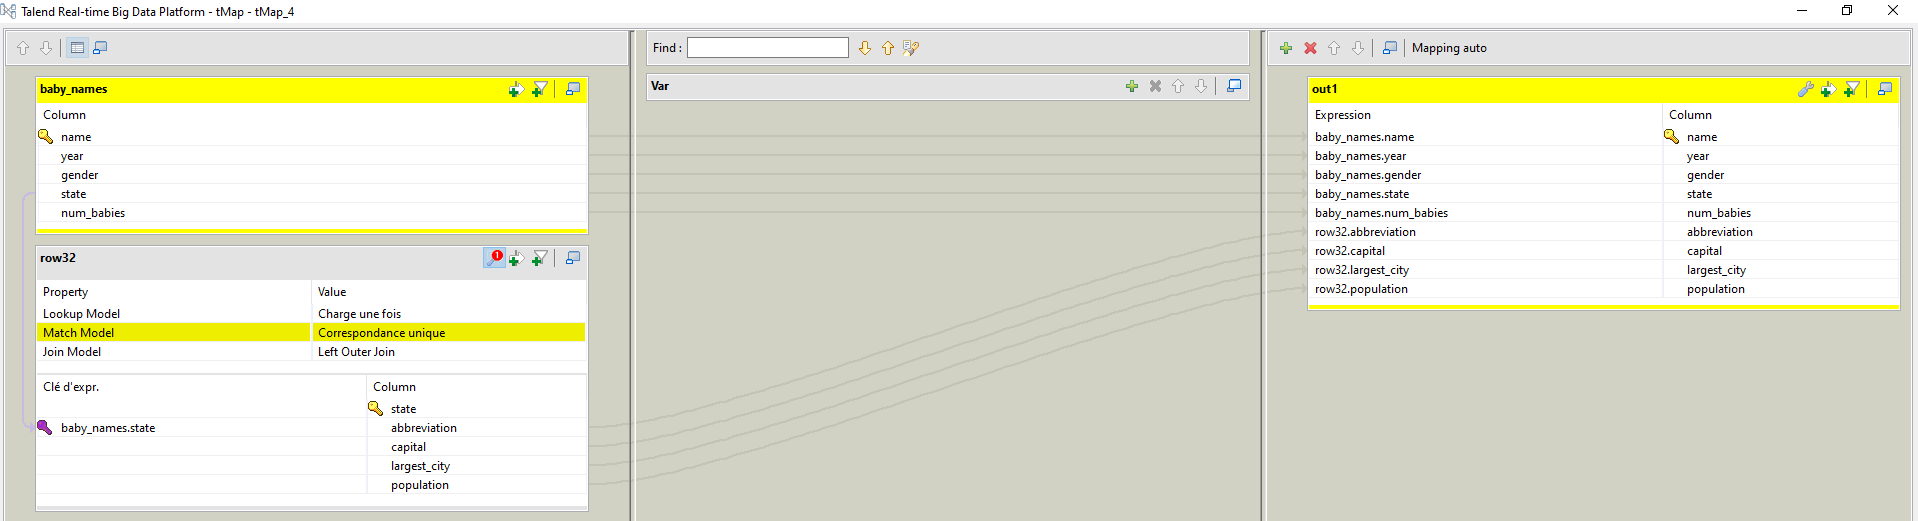 Talend Real-time Big Data Platform - tMap - tMap_4
Find :
Mapping auto
baby_names
Column
name
year
gender
state
num_babies
row32
1
Property Value
Lookup Model Charge une fois
Match Model Correspondance unique
Join Model Left Outer Join
Clé d'expr. Column
state
baby_names.state abbreviation
capital
largest_city
population
Var
out1
Expression Column
baby_names.name name
baby_names.year year
baby_names.gender gender
baby_names.state state
baby_names.num_babies num_babies
row32.abbreviation abbreviation
row32.capital capital
row32.largest_city largest_city
row32.population population